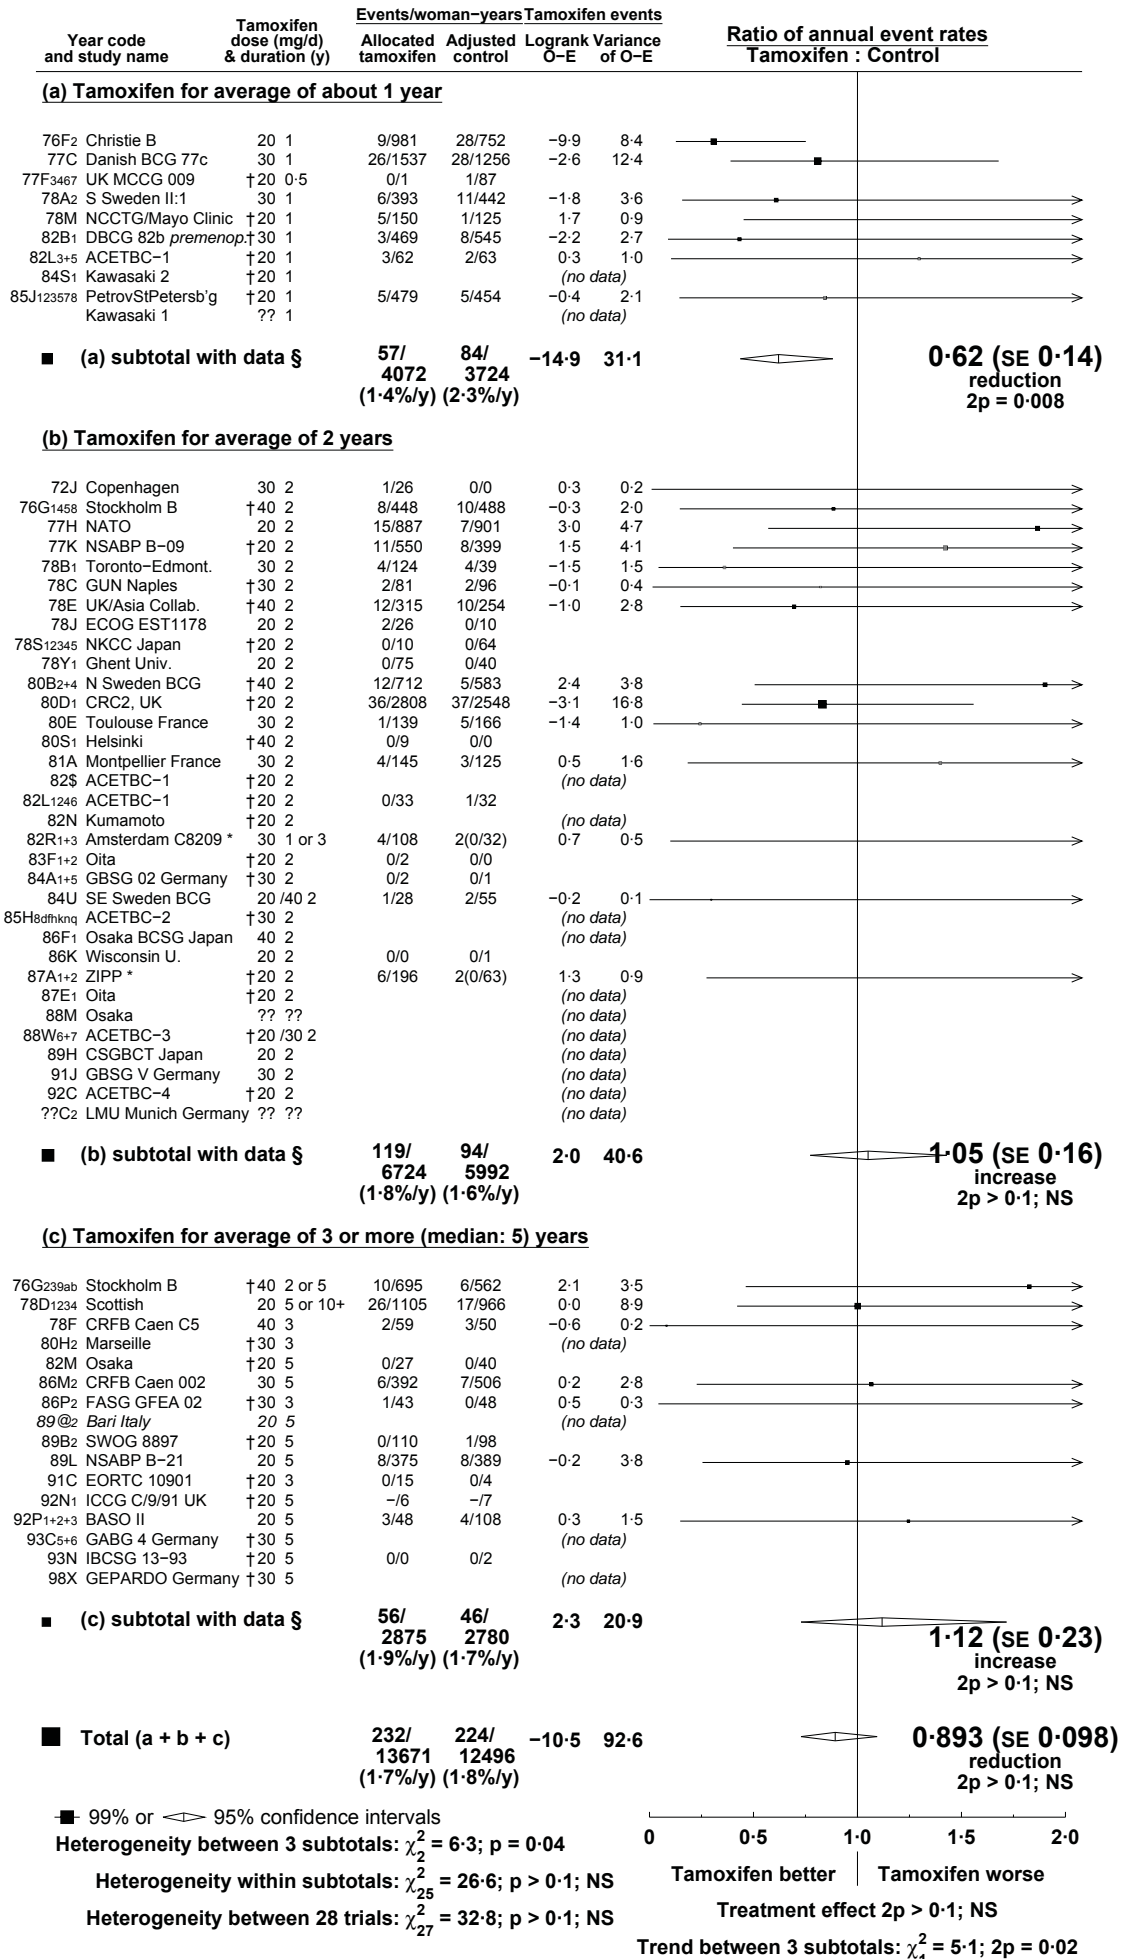 Events/woman−years Tamoxifen events
Year code and study name
Tamoxifen dose (mg/d) & duration (y)
Allocated tamoxifen
Adjusted control
Logrank O−E
Variance of O−E
Ratio of annual event rates
Tamoxifen : Control
(a) Tamoxifen for average of about 1 year
76F2 Christie B 20 1 9/981 28/752 −9·9 8·4
77C Danish BCG 77c 30 1 26/1537 28/1256 −2·6 12·4
77F3467 UK MCCG 009 †20 0·5 0/1 1/87
78A2 S Sweden II:1 30 1 6/393 11/442 −1·8 3·6
78M NCCTG/Mayo Clinic †20 1 5/150 1/125 1·7 0·9
82B1 DBCG 82b premenop.†30 1 3/469 8/545 −2·2 2·7
82L3+5 ACETBC−1 †20 1 3/62 2/63 0·3 1·0
84S1 Kawasaki 2 †20 1 (no data)
85J123578 PetrovStPetersb'g †20 1 5/479 5/454 −0·4 2·1
Kawasaki 1 ?? 1 (no data)
(a) subtotal with data § 57/ 84/ −14·9 31·1 0·62 (SE 0·14)
4072 3724 reduction
(1·4%/y) (2·3%/y) 2p = 0·008
(b) Tamoxifen for average of 2 years
72J Copenhagen 30 2 1/26 0/0 0·3 0·2
76G1458 Stockholm B †40 2 8/448 10/488 −0·3 2·0
77H NATO 20 2 15/887 7/901 3·0 4·7
77K NSABP B−09 †20 2 11/550 8/399 1·5 4·1
78B1 Toronto−Edmont. 30 2 4/124 4/39 −1·5 1·5
78C GUN Naples †30 2 2/81 2/96 −0·1 0·4
78E UK/Asia Collab. †40 2 12/315 10/254 −1·0 2·8
78J ECOG EST1178 20 2 2/26 0/10
78S12345 NKCC Japan †20 2 0/10 0/64
78Y1 Ghent Univ. 20 2 0/75 0/40
80B2+4 N Sweden BCG †40 2 12/712 5/583 2·4 3·8
80D1 CRC2, UK †20 2 36/2808 37/2548 −3·1 16·8
80E Toulouse France 30 2 1/139 5/166 −1·4 1·0
80S1 Helsinki †40 2 0/9 0/0
81A Montpellier France 30 2 4/145 3/125 0·5 1·6
82$ ACETBC−1 †20 2 (no data)
82L1246 ACETBC−1 †20 2 0/33 1/32
82N Kumamoto †20 2 (no data)
82R1+3 Amsterdam C8209 * 30 1 or 3 4/108 2(0/32) 0·7 0·5
83F1+2 Oita †20 2 0/2 0/0
84A1+5 GBSG 02 Germany †30 2 0/2 0/1
84U SE Sweden BCG 20 /40 2 1/28 2/55 −0·2 0·1
85H8dfhknq ACETBC−2 †30 2 (no data)
86F1 Osaka BCSG Japan 40 2 (no data)
86K Wisconsin U. 20 2 0/0 0/1
87A1+2 ZIPP * †20 2 6/196 2(0/63) 1·3 0·9
87E1 Oita †20 2 (no data)
88M Osaka ?? ?? (no data)
88W6+7 ACETBC−3 †20 /30 2 (no data)
89H CSGBCT Japan 20 2 (no data)
91J GBSG V Germany 30 2 (no data)
92C ACETBC−4 †20 2 (no data)
??C2 LMU Munich Germany ?? ?? (no data)
(b) subtotal with data § 119/ 94/ 2·0 40·6 1·05 (SE 0·16)
6724 5992 increase
(1·8%/y) (1·6%/y) 2p > 0·1; NS
(c) Tamoxifen for average of 3 or more (median: 5) years
76G239ab Stockholm B †40 2 or 5 10/695 6/562 2·1 3·5
78D1234 Scottish 20 5 or 10+ 26/1105 17/966 0·0 8·9
78F CRFB Caen C5 40 3 2/59 3/50 −0·6 0·2
80H2 Marseille †30 3 (no data)
82M Osaka †20 5 0/27 0/40
86M2 CRFB Caen 002 30 5 6/392 7/506 0·2 2·8
86P2 FASG GFEA 02 †30 3 1/43 0/48 0·5 0·3
89@2 Bari Italy 20 5 (no data)
89B2 SWOG 8897 †20 5 0/110 1/98
89L NSABP B−21 20 5 8/375 8/389 −0·2 3·8
91C EORTC 10901 †20 3 0/15 0/4
92N1 ICCG C/9/91 UK †20 5 −/6 −/7
92P1+2+3 BASO II 20 5 3/48 4/108 0·3 1·5
93C5+6 GABG 4 Germany †30 5 (no data)
93N IBCSG 13−93 †20 5 0/0 0/2
98X GEPARDO Germany †30 5 (no data)
(c) subtotal with data § 56/ 46/ 2·3 20·9 1·12 (SE 0·23)
2875 2780 increase
(1·9%/y) (1·7%/y) 2p > 0·1; NS
Total (a + b + c) 232/ 224/ −10·5 92·6 0·893 (SE 0·098)
13671 12496 reduction
(1·7%/y) (1·8%/y) 2p > 0·1; NS
99% or 95% confidence intervals
Heterogeneity between 3 subtotals: χ²₂ = 6·3; p = 0·04
Heterogeneity within subtotals: χ²₂₅ = 26·6; p > 0·1; NS
Heterogeneity between 28 trials: χ²₂₇ = 32·8; p > 0·1; NS
0 0·5 1·0 1·5 2·0
Tamoxifen better Tamoxifen worse
Treatment effect 2p > 0·1; NS
Trend between 3 subtotals: χ²₁ = 5·1; 2p = 0·02